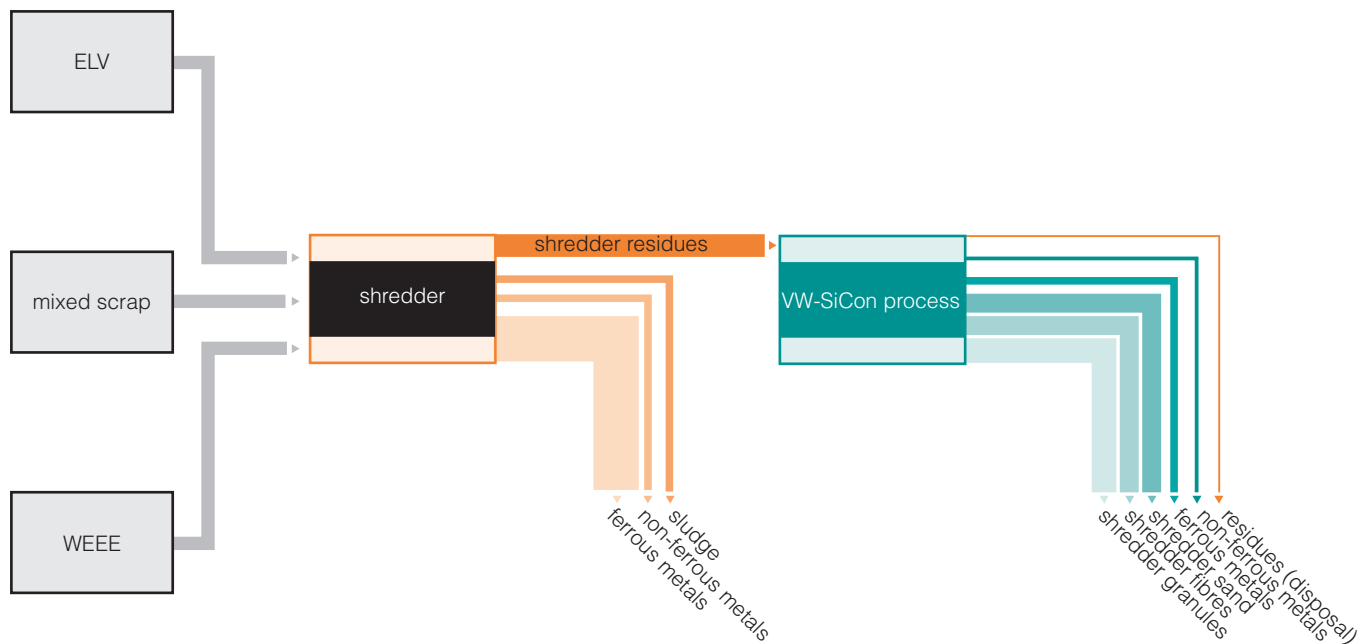 ELV
mixed scrap
WEEE
shredder residues
shredder
VW-SiCon process
ferrous metals
non-ferrous metals
sludge
shredder granules
shredder fibres
shredder sand
ferrous metals
non-ferrous metals
residues (disposal)